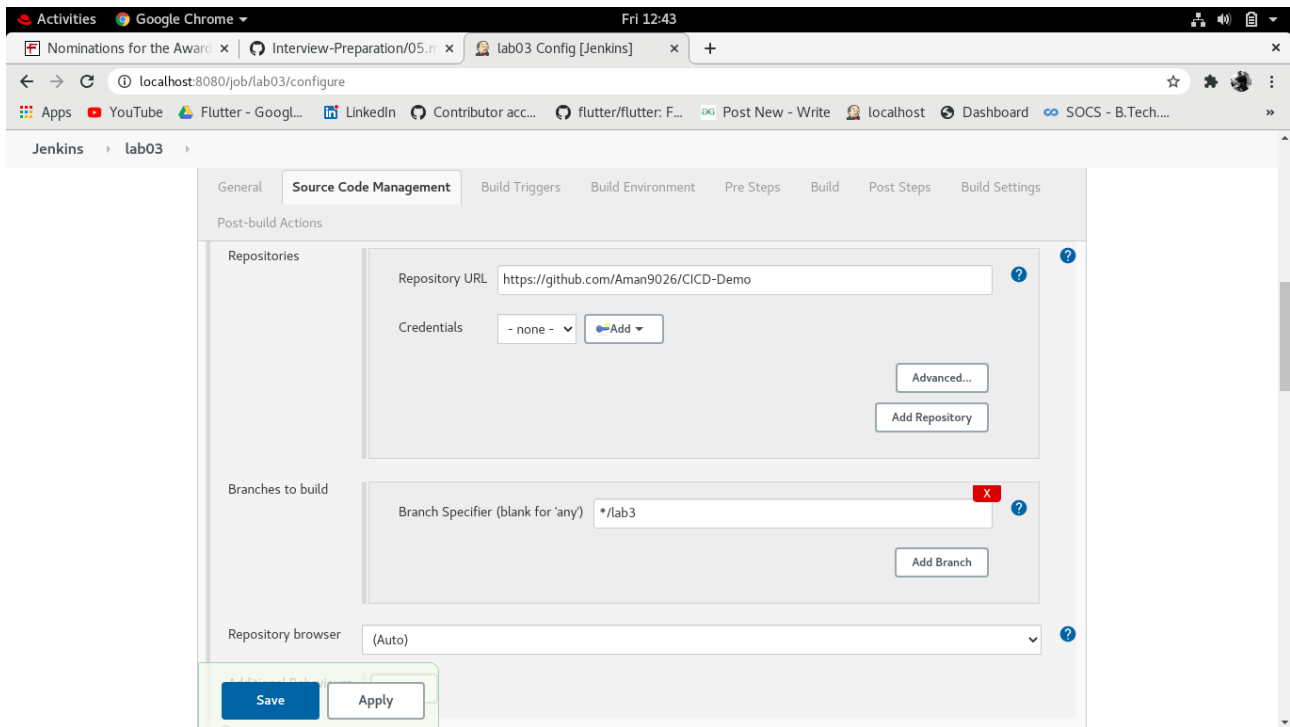 Activities Google Chrome Fri 12:43
Nominations for the Award Interview-Preparation/05.m lab03 Config [Jenkins]
localhost:8080/job/lab03/configure
Apps YouTube Flutter - Googl... LinkedIn Contributor acc... flutter/flutter: F... Post New - Write localhost Dashboard SOCS - B.Tech.... »
Jenkins lab03
General Source Code Management Build Triggers Build Environment Pre Steps Build Post Steps Build Settings
Post-build Actions
Repositories
Repository URL https://github.com/Aman9026/CICD-Demo
Credentials - none - Add
Advanced...
Add Repository
Branches to build
X
Branch Specifier (blank for 'any') */lab3
Add Branch
Repository browser (Auto)
Save Apply